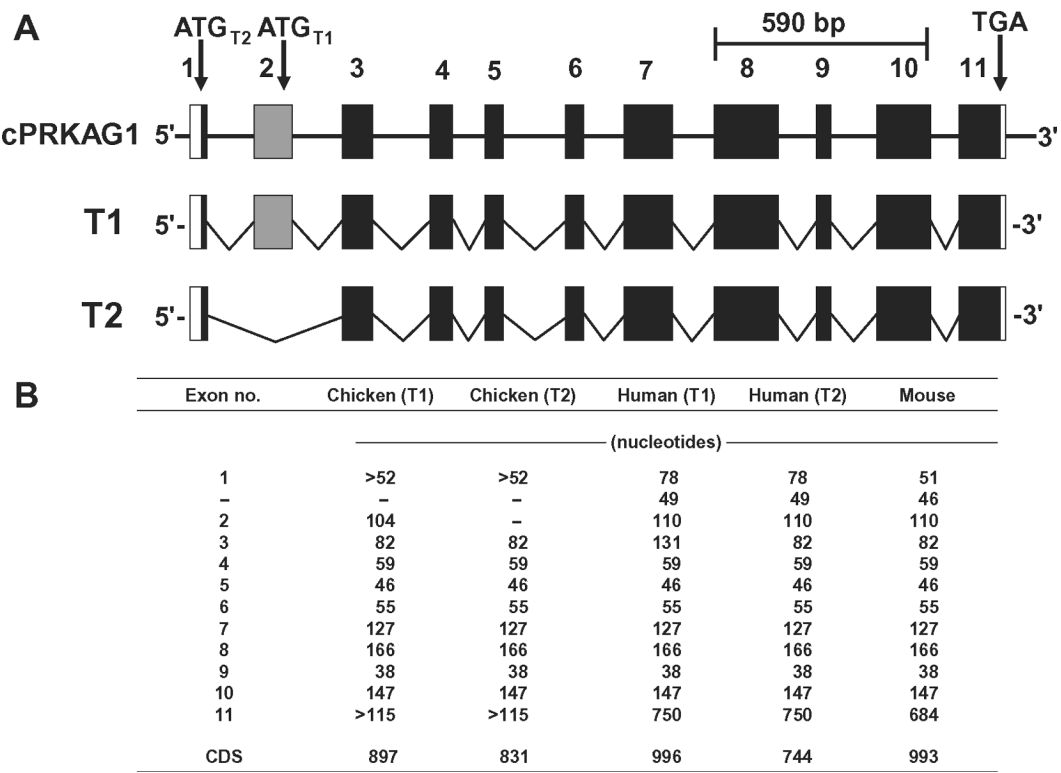 A
ATGT2 ATGT1 590 bp TGA
1 2 3 4 5 6 7 8 9 10 11
cPRKAG1 5' 3'
T1 5'- -3'
T2 5'- -3'
B
Exon no. Chicken (T1) Chicken (T2) Human (T1) Human (T2) Mouse
(nucleotides)
1 >52 >52 78 78 51
– – – 49 49 46
2 104 – 110 110 110
3 82 82 131 82 82
4 59 59 59 59 59
5 46 46 46 46 46
6 55 55 55 55 55
7 127 127 127 127 127
8 166 166 166 166 166
9 38 38 38 38 38
10 147 147 147 147 147
11 >115 >115 750 750 684
CDS 897 831 996 744 993